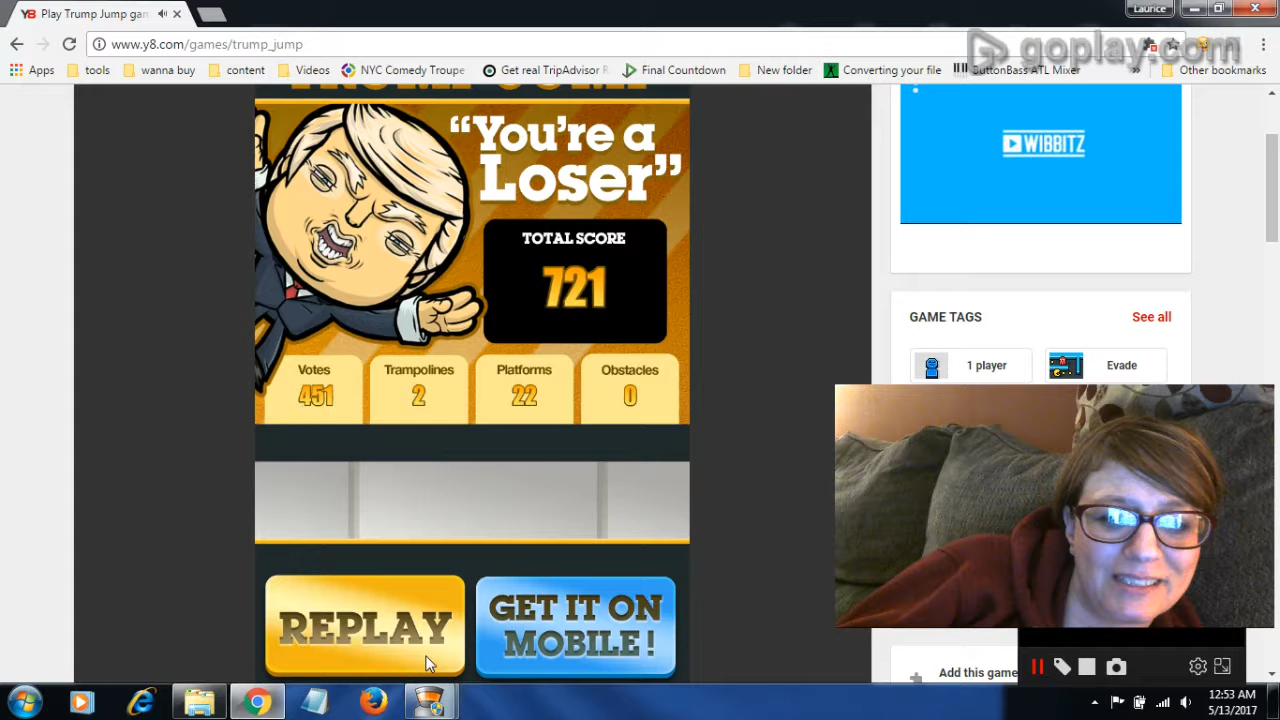 Play Trump Jump gam
Laurice
www.y8.com/games/trump_jump
goplay.com
Apps
tools
wanna buy
content
Videos
NYC Comedy Troupe
Get real TripAdvisor R
Final Countdown
New folder
Converting your file
ButtonBass ATL Mixer
»
Other bookmarks
“You’re a
Loser”
WIBBITZ
TOTAL SCORE
721
GAME TAGS
See all
1 player
Evade
Votes
Trampolines
Platforms
Obstacles
451
2
22
0
REPLAY
GET IT ON
MOBILE!
Add this game
12:53 AM
5/13/2017